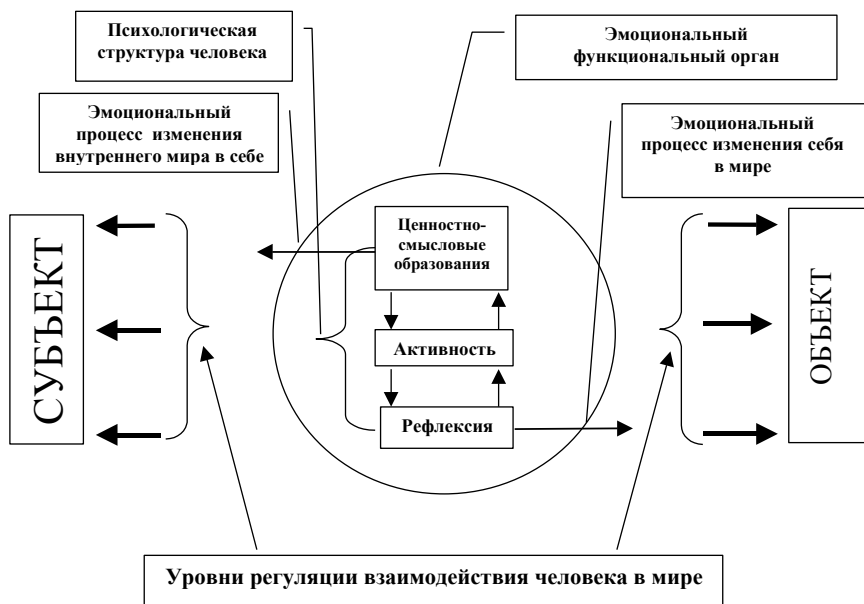 Психологическая
структура человека
Эмоциональный
функциональный орган
Эмоциональный
процесс изменения
внутреннего мира в себе
Эмоциональный
процесс изменения себя
в мире
СУБЪЕКТ
Ценностно-
смысловые
образования
Активность
Рефлексия
ОБЪЕКТ
Уровни регуляции взаимодействия человека в мире